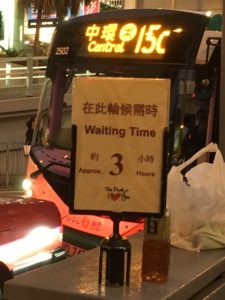 中環
Central
15C
2502
在此輪候需時
Waiting Time
約 3 小時
Approx. Hours
The Peak